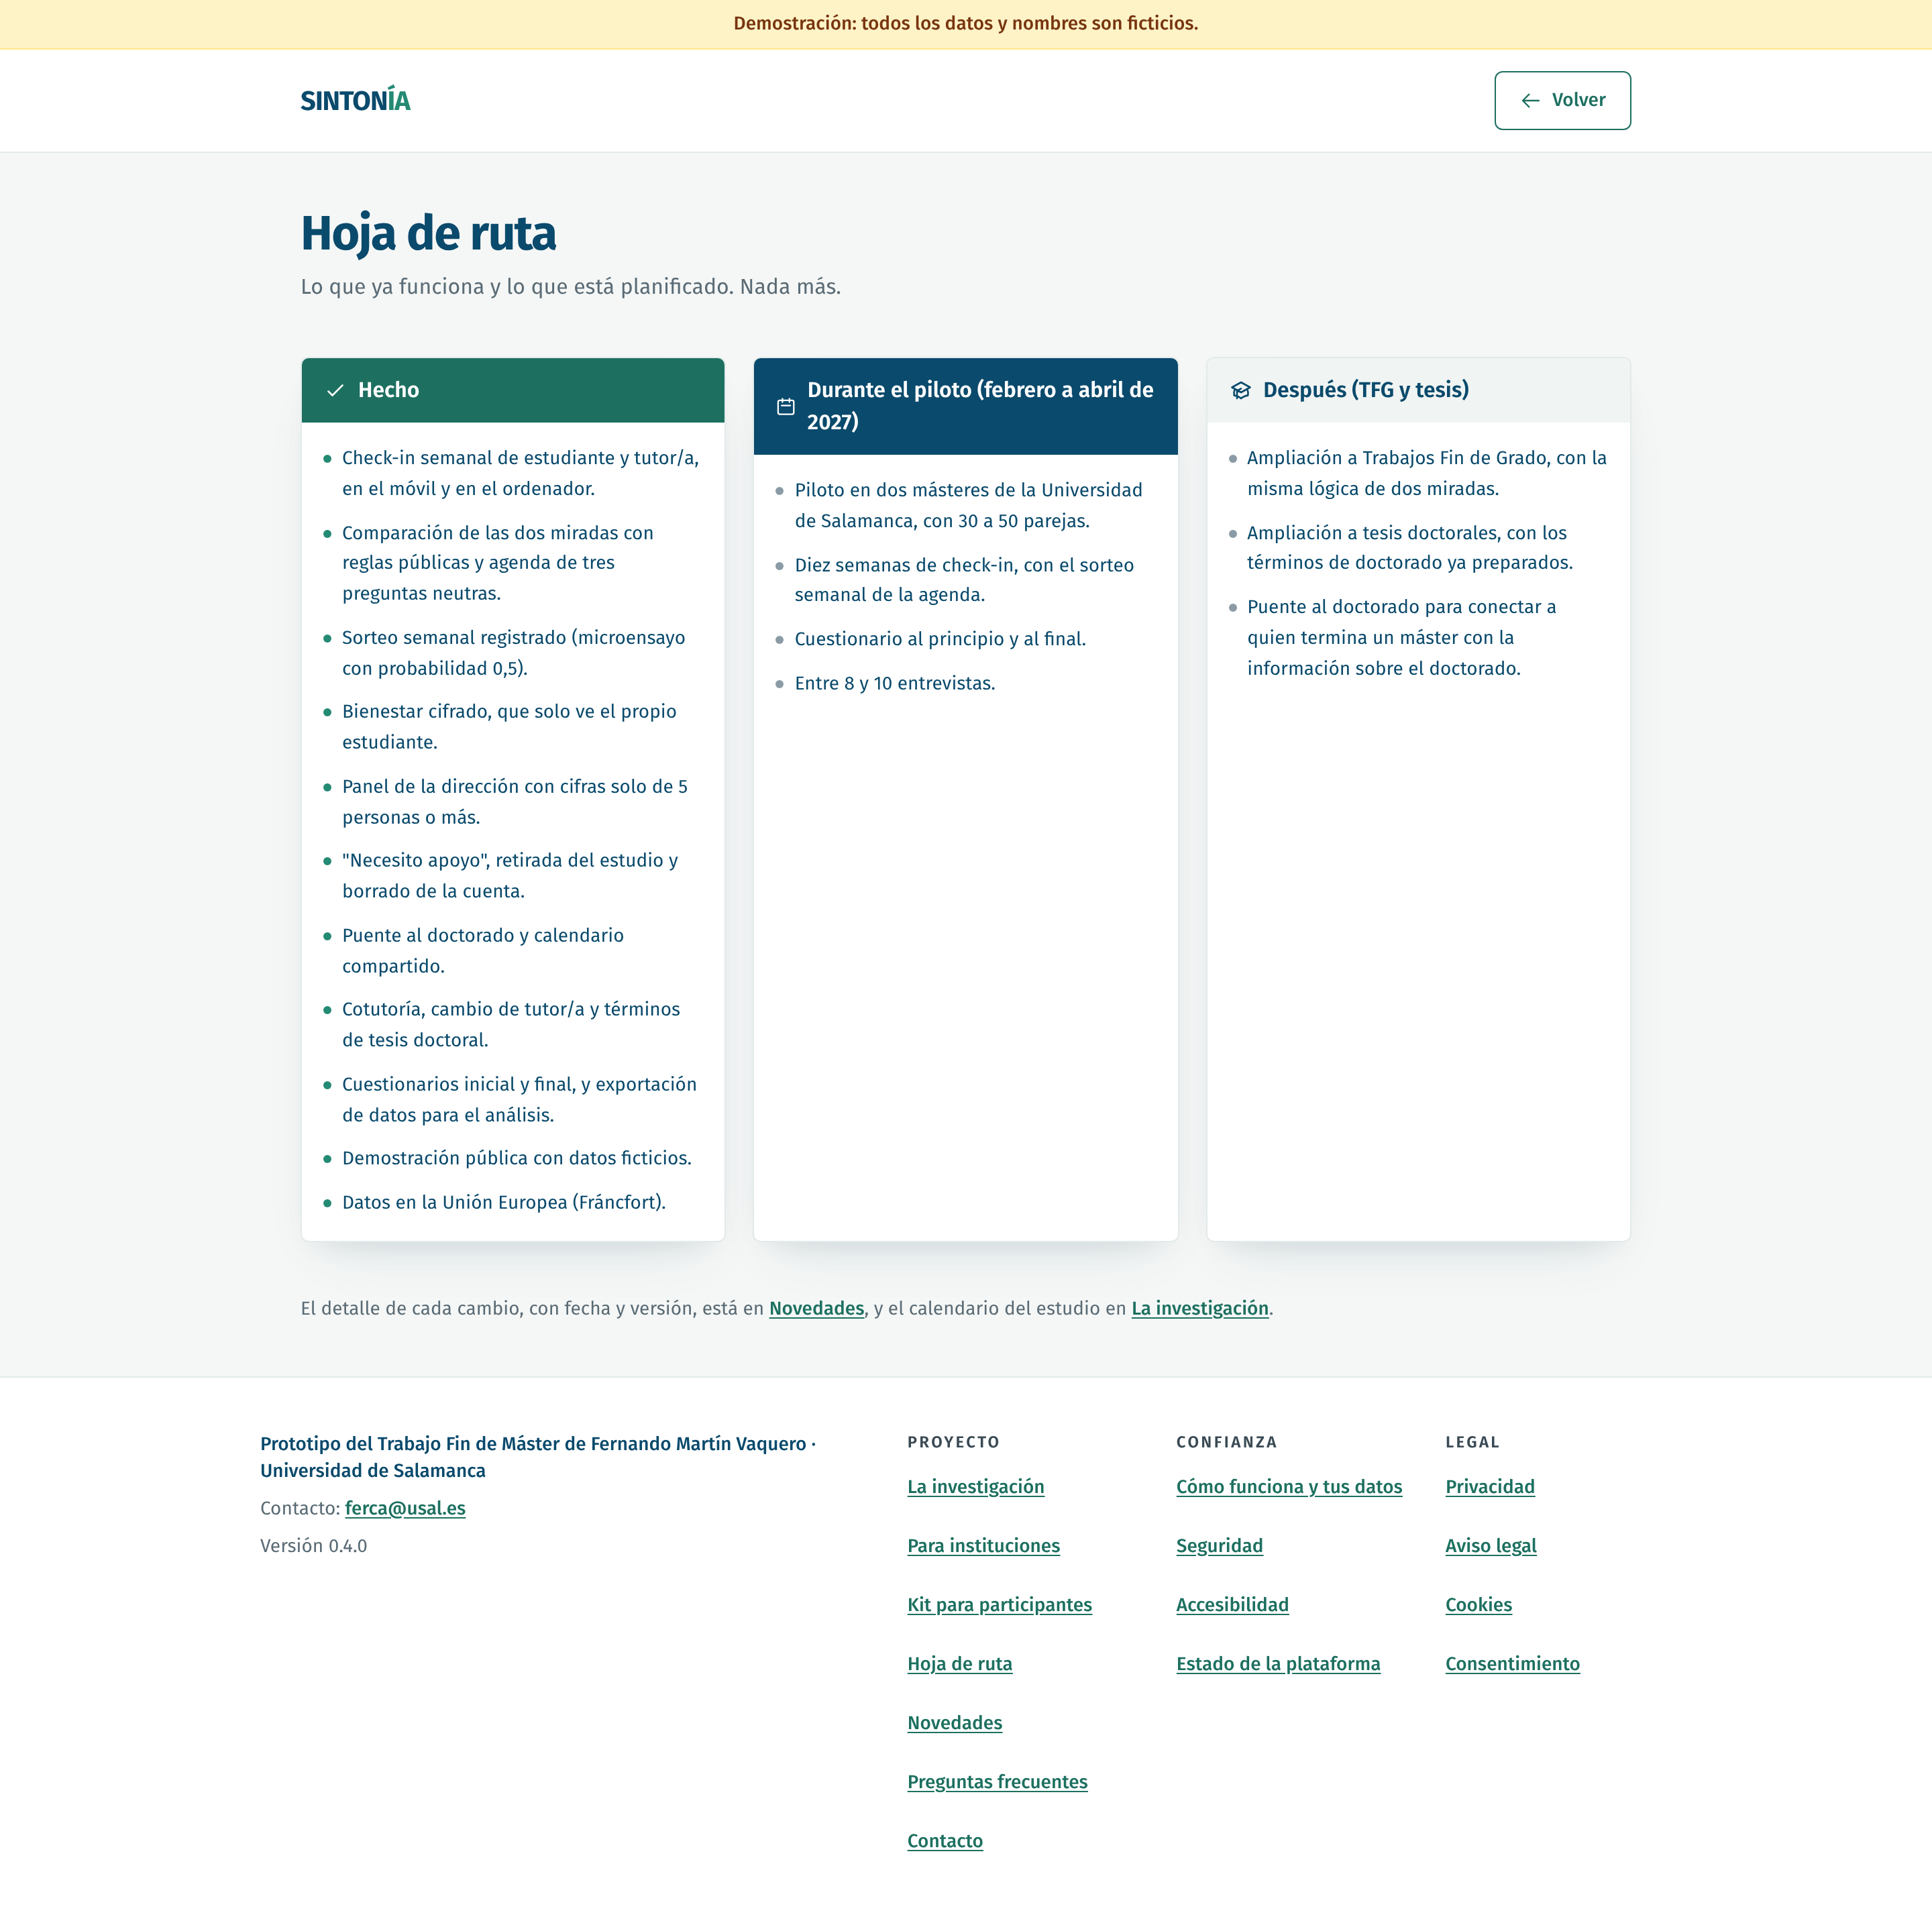 Demostración: todos los datos y nombres son ficticios.
SINTONÍA
Volver
Hoja de ruta
Lo que ya funciona y lo que está planificado. Nada más.
Hecho
Check-in semanal de estudiante y tutor/a,
en el móvil y en el ordenador.
Comparación de las dos miradas con
reglas públicas y agenda de tres
preguntas neutras.
Sorteo semanal registrado (microensayo
con probabilidad 0,5).
Bienestar cifrado, que solo ve el propio
estudiante.
Panel de la dirección con cifras solo de 5
personas o más.
"Necesito apoyo", retirada del estudio y
borrado de la cuenta.
Puente al doctorado y calendario
compartido.
Cotutoría, cambio de tutor/a y términos
de tesis doctoral.
Cuestionarios inicial y final, y exportación
de datos para el análisis.
Demostración pública con datos ficticios.
Datos en la Unión Europea (Fráncfort).
Durante el piloto (febrero a abril de
2027)
Piloto en dos másteres de la Universidad
de Salamanca, con 30 a 50 parejas.
Diez semanas de check-in, con el sorteo
semanal de la agenda.
Cuestionario al principio y al final.
Entre 8 y 10 entrevistas.
Después (TFG y tesis)
Ampliación a Trabajos Fin de Grado, con la
misma lógica de dos miradas.
Ampliación a tesis doctorales, con los
términos de doctorado ya preparados.
Puente al doctorado para conectar a
quien termina un máster con la
información sobre el doctorado.
El detalle de cada cambio, con fecha y versión, está en Novedades, y el calendario del estudio en La investigación.
Prototipo del Trabajo Fin de Máster de Fernando Martín Vaquero ·
Universidad de Salamanca
Contacto: ferca@usal.es
Versión 0.4.0
PROYECTO
La investigación
Para instituciones
Kit para participantes
Hoja de ruta
Novedades
Preguntas frecuentes
Contacto
CONFIANZA
Cómo funciona y tus datos
Seguridad
Accesibilidad
Estado de la plataforma
LEGAL
Privacidad
Aviso legal
Cookies
Consentimiento